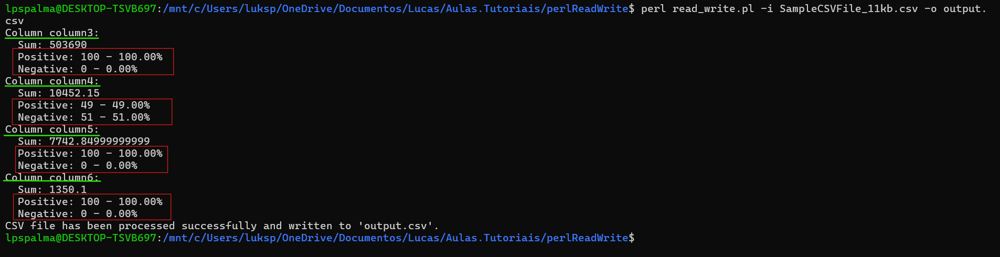 lpspalma@DESKTOP-TSVB697:/mnt/c/Users/luksp/OneDrive/Documentos/Lucas/Aulas.Tutoriais/perlReadWrite$ perl read_write.pl -i SampleCSVFile_11kb.csv -o output.
csv
Column column3:
  Sum: 503690
  Positive: 100 - 100.00%
  Negative: 0 - 0.00%
Column column4:
  Sum: 10452.15
  Positive: 49 - 49.00%
  Negative: 51 - 51.00%
Column column5:
  Sum: 7742.84999999999
  Positive: 100 - 100.00%
  Negative: 0 - 0.00%
Column column6:
  Sum: 1350.1
  Positive: 100 - 100.00%
  Negative: 0 - 0.00%
CSV file has been processed successfully and written to 'output.csv'.
lpspalma@DESKTOP-TSVB697:/mnt/c/Users/luksp/OneDrive/Documentos/Lucas/Aulas.Tutoriais/perlReadWrite$